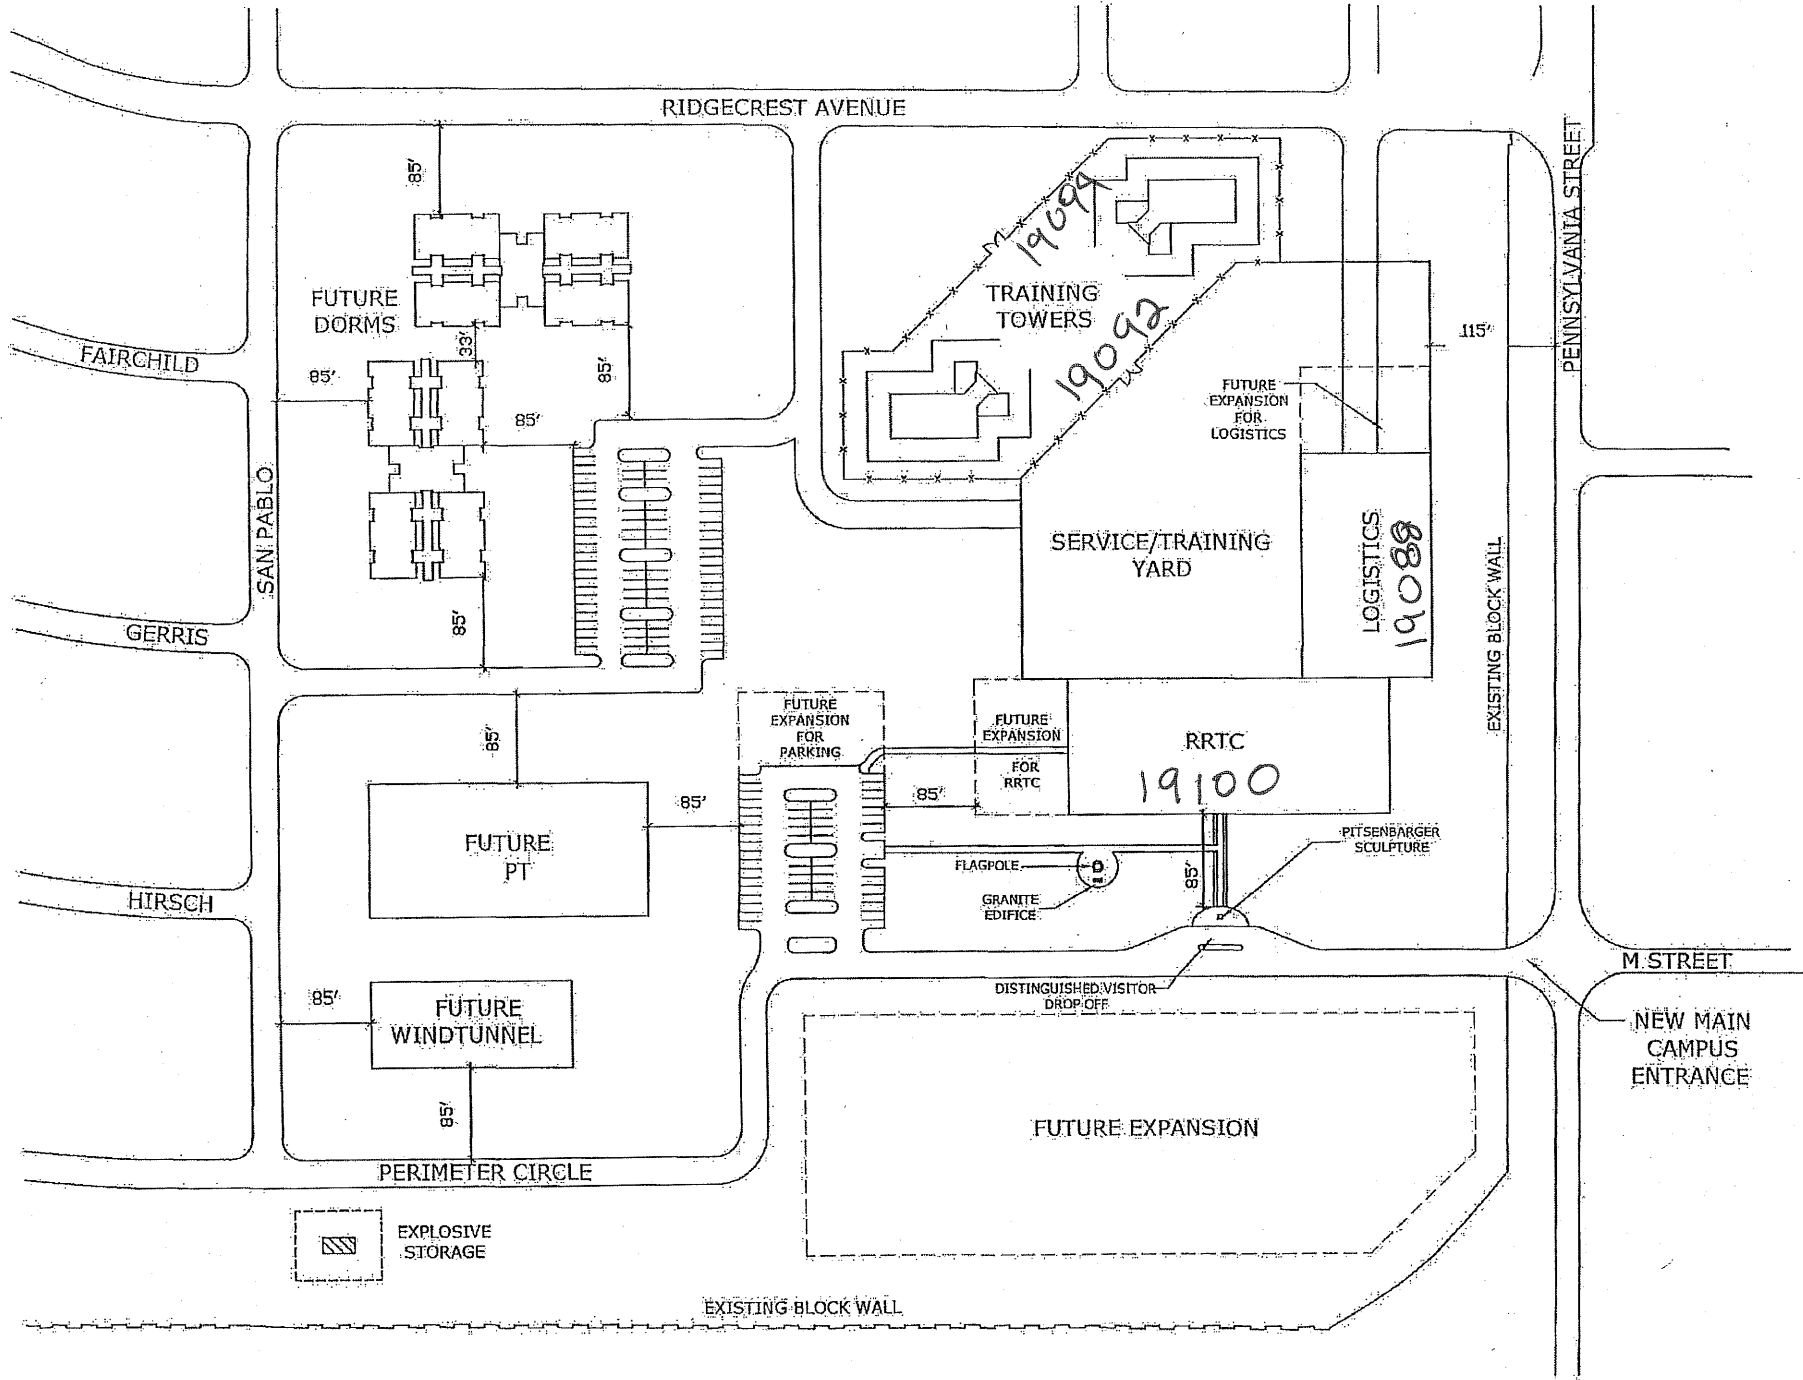 RIDGECREST AVENUE
PENNSYLVANIA STREET
85'
19094
FUTURE
DORMS
TRAINING
TOWERS
19092
115'
33'
85'
FAIRCHILD
85'
85'
FUTURE
EXPANSION
FOR
LOGISTICS
SAN PABLO
SERVICE/TRAINING
YARD
LOGISTICS
19088
EXISTING BLOCK WALL
GERRIS
85'
FUTURE
EXPANSION
FOR
PARKING
85'
FUTURE
EXPANSION
FOR
RRTC
RRTC
19100
85'
85'
FUTURE
PT
PITSENBARGER
SCULPTURE
FLAGPOLE
85'
GRANITE
EDIFICE
HIRSCH
M STREET
DISTINGUISHED VISITOR
DROP OFF
85'
FUTURE
WINDTUNNEL
NEW MAIN
CAMPUS
ENTRANCE
85'
FUTURE EXPANSION
PERIMETER CIRCLE
EXPLOSIVE
STORAGE
EXISTING BLOCK WALL